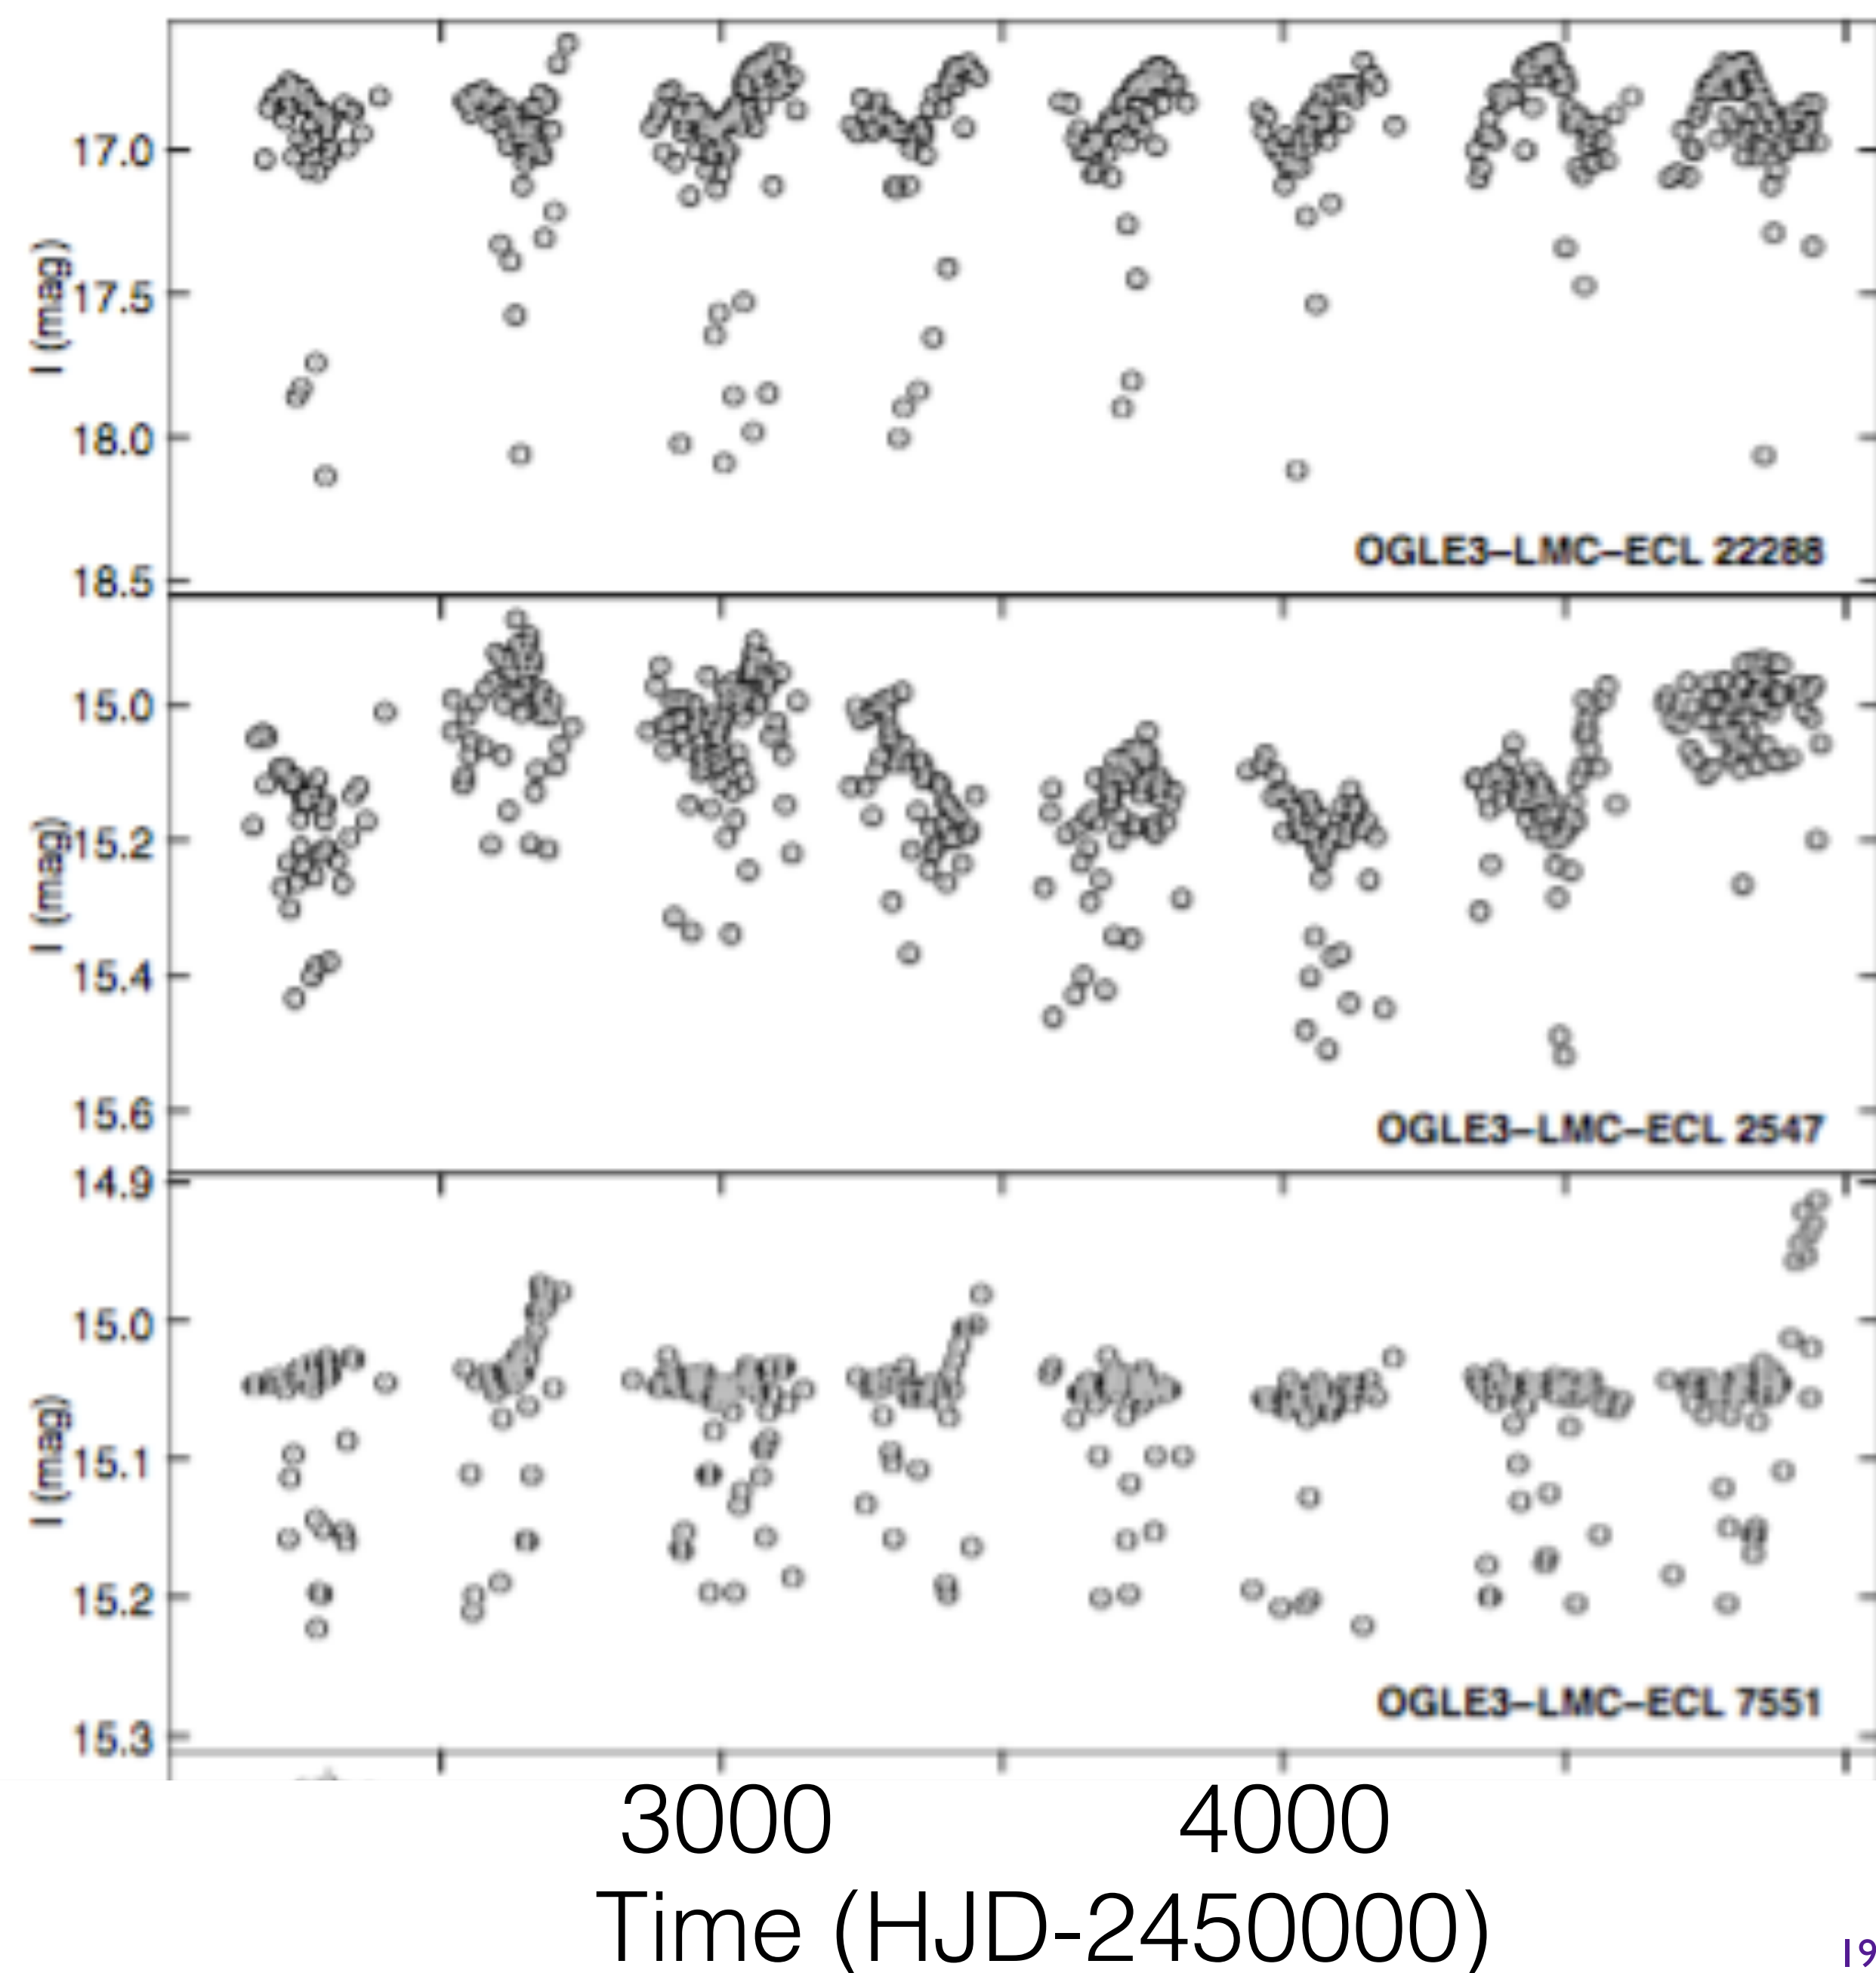 I (mag)
17.0
17.5
18.0
18.5
OGLE3–LMC–ECL 22288
I (mag)
15.0
15.2
15.4
15.6
OGLE3–LMC–ECL 2547
I (mag)
14.9
15.0
15.1
15.2
15.3
OGLE3–LMC–ECL 7551
3000 4000
Time (HJD-2450000)
19